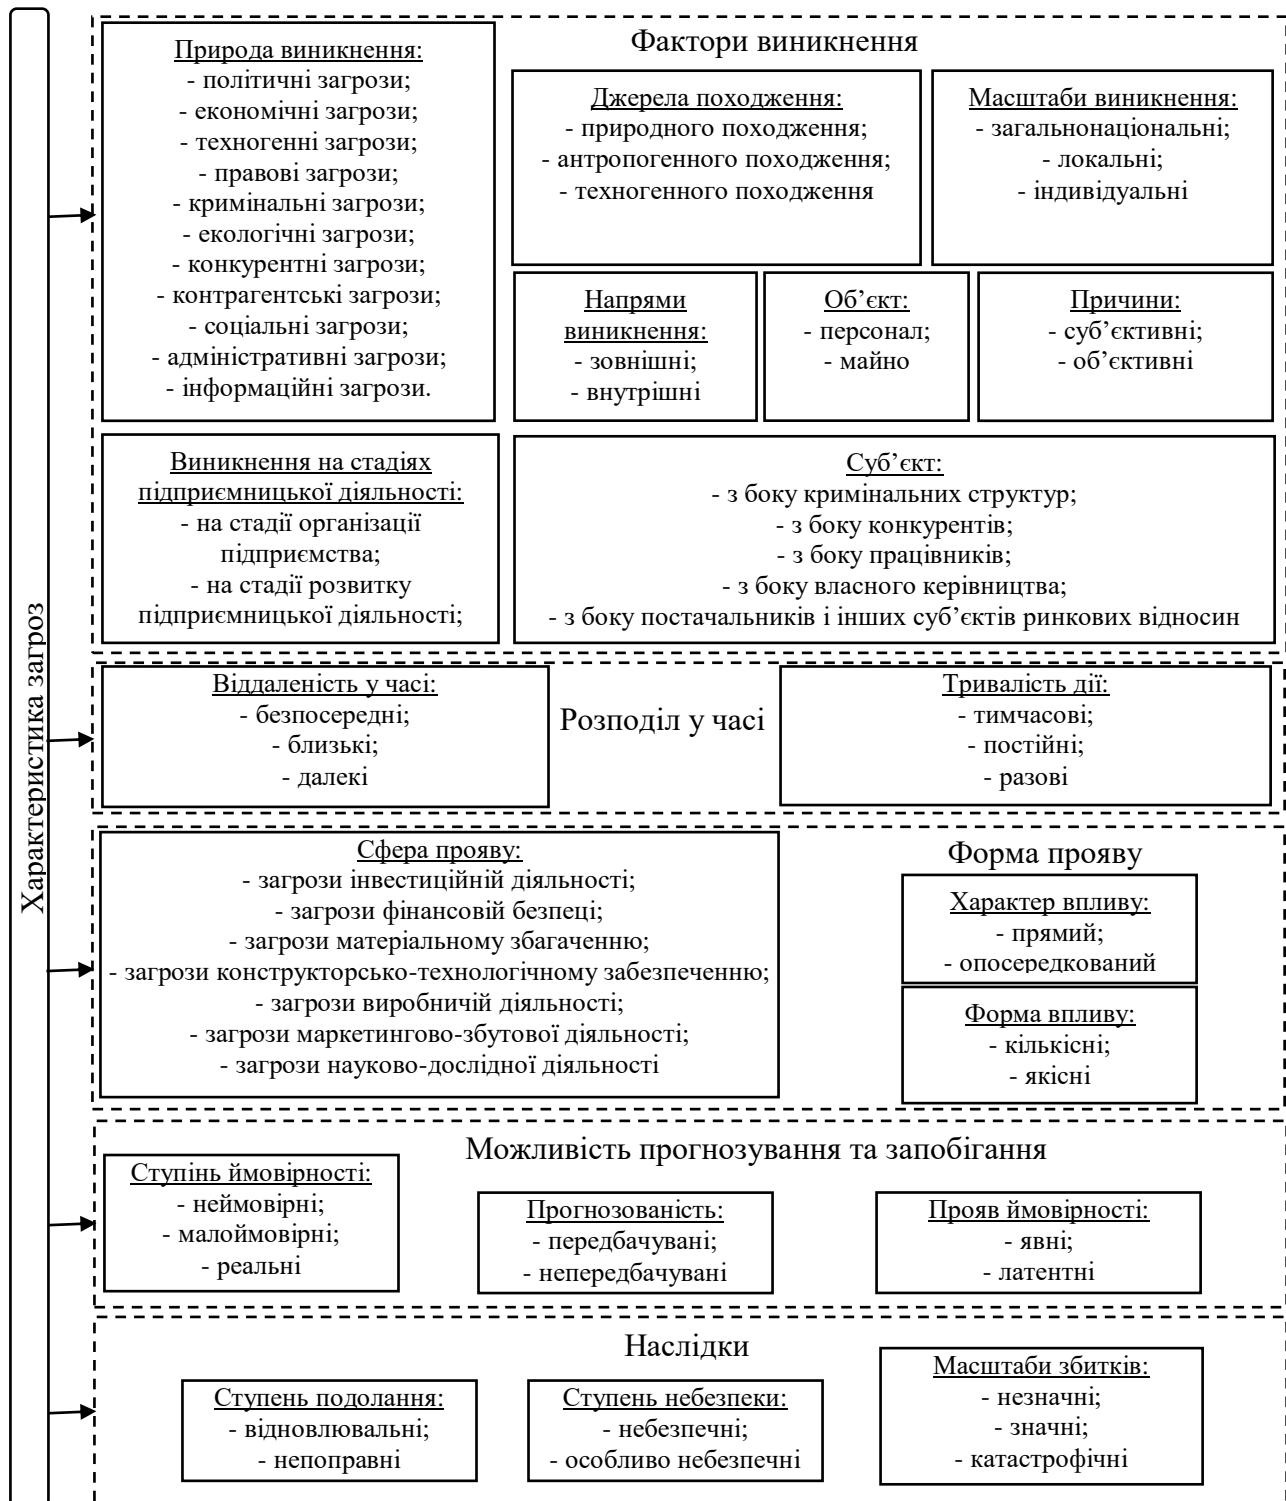 Характеристика загроз
Фактори виникнення
Природа виникнення:
- політичні загрози;
- економічні загрози;
- техногенні загрози;
- правові загрози;
- кримінальні загрози;
- екологічні загрози;
- конкурентні загрози;
- контрагентські загрози;
- соціальні загрози;
- адміністративні загрози;
- інформаційні загрози.
Джерела походження:
- природного походження;
- антропогенного походження;
- техногенного походження
Масштаби виникнення:
- загальнонаціональні;
- локальні;
- індивідуальні
Напрями
виникнення:
- зовнішні;
- внутрішні
Об’єкт:
- персонал;
- майно
Причини:
- суб’єктивні;
- об’єктивні
Виникнення на стадіях
підприємницької діяльності:
- на стадії організації
підприємства;
- на стадії розвитку
підприємницької діяльності;
Суб’єкт:
- з боку кримінальних структур;
- з боку конкурентів;
- з боку працівників;
- з боку власного керівництва;
- з боку постачальників і інших суб’єктів ринкових відносин
Розподіл у часі
Віддаленість у часі:
- безпосередні;
- близькі;
- далекі
Тривалість дії:
- тимчасові;
- постійні;
- разові
Форма прояву
Сфера прояву:
- загрози інвестиційній діяльності;
- загрози фінансовій безпеці;
- загрози матеріальному збагаченню;
- загрози конструкторсько-технологічному забезпеченню;
- загрози виробничій діяльності;
- загрози маркетингово-збутової діяльності;
- загрози науково-дослідної діяльності
Характер впливу:
- прямий;
- опосередкований
Форма впливу:
- кількісні;
- якісні
Можливість прогнозування та запобігання
Ступінь ймовірності:
- неймовірні;
- малоймовірні;
- реальні
Прогнозованість:
- передбачувані;
- непередбачувані
Прояв ймовірності:
- явні;
- латентні
Наслідки
Ступень подолання:
- відновлювальні;
- непоправні
Ступень небезпеки:
- небезпечні;
- особливо небезпечні
Масштаби збитків:
- незначні;
- значні;
- катастрофічні